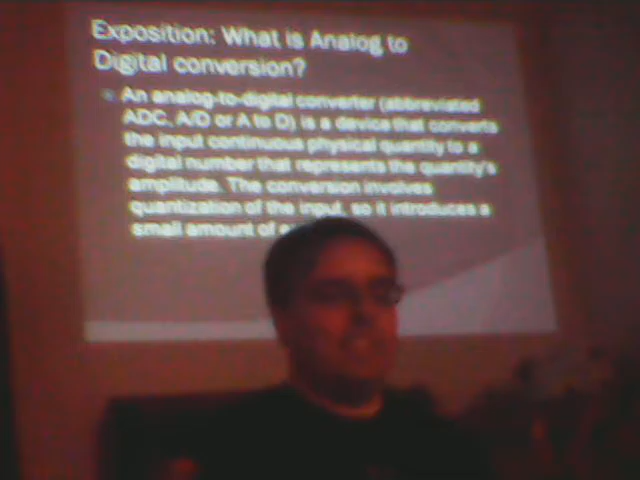 Exposition: What is Analog to
Digital conversion?
An analog-to-digital converter (abbreviated
ADC, A/D or A to D) is a device that converts
the input continuous physical quantity to a
digital number that represents the quantity's
amplitude. The conversion involves
quantization of the input, so it introduces a
small amount of